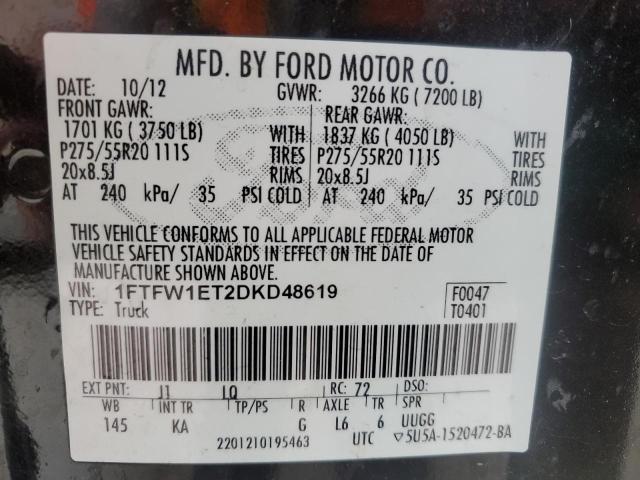 MFD. BY FORD MOTOR CO.
DATE: 10/12 GVWR: 3266 KG ( 7200 LB)
FRONT GAWR: REAR GAWR:
1701 KG ( 3750 LB) WITH 1837 KG ( 4050 LB) WITH
P275/55R20 111S TIRES P275/55R20 111S TIRES
20x8.5J RIMS 20x8.5J RIMS
AT 240 kPa/ 35 PSI COLD AT 240 kPa/ 35 PSI COLD
THIS VEHICLE CONFORMS TO ALL APPLICABLE FEDERAL MOTOR
VEHICLE SAFETY STANDARDS IN EFFECT ON THE DATE OF
MANUFACTURE SHOWN ABOVE.
VIN: 1FTFW1ET2DKD48619 F0047
TYPE: Truck T0401
EXT PNT: J1 LQ RC: 72 DSO:
WB INT TR TP/PS R AXLE TR SPR
145 KA G L6 6 UUGG
2201210195463 UTC ▽5U5A-1520472-BA